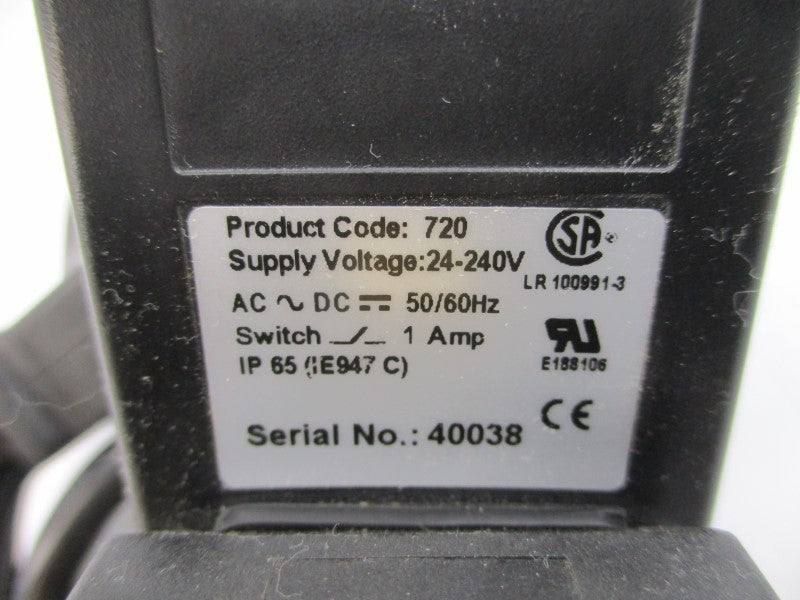 Product Code: 720
Supply Voltage:24-240V
SA
LR 100991-3
AC ∿ DC ⎓ 50/60Hz
Switch 1 Amp
IP 65 (IE947 C)
E188106
CE
Serial No.: 40038